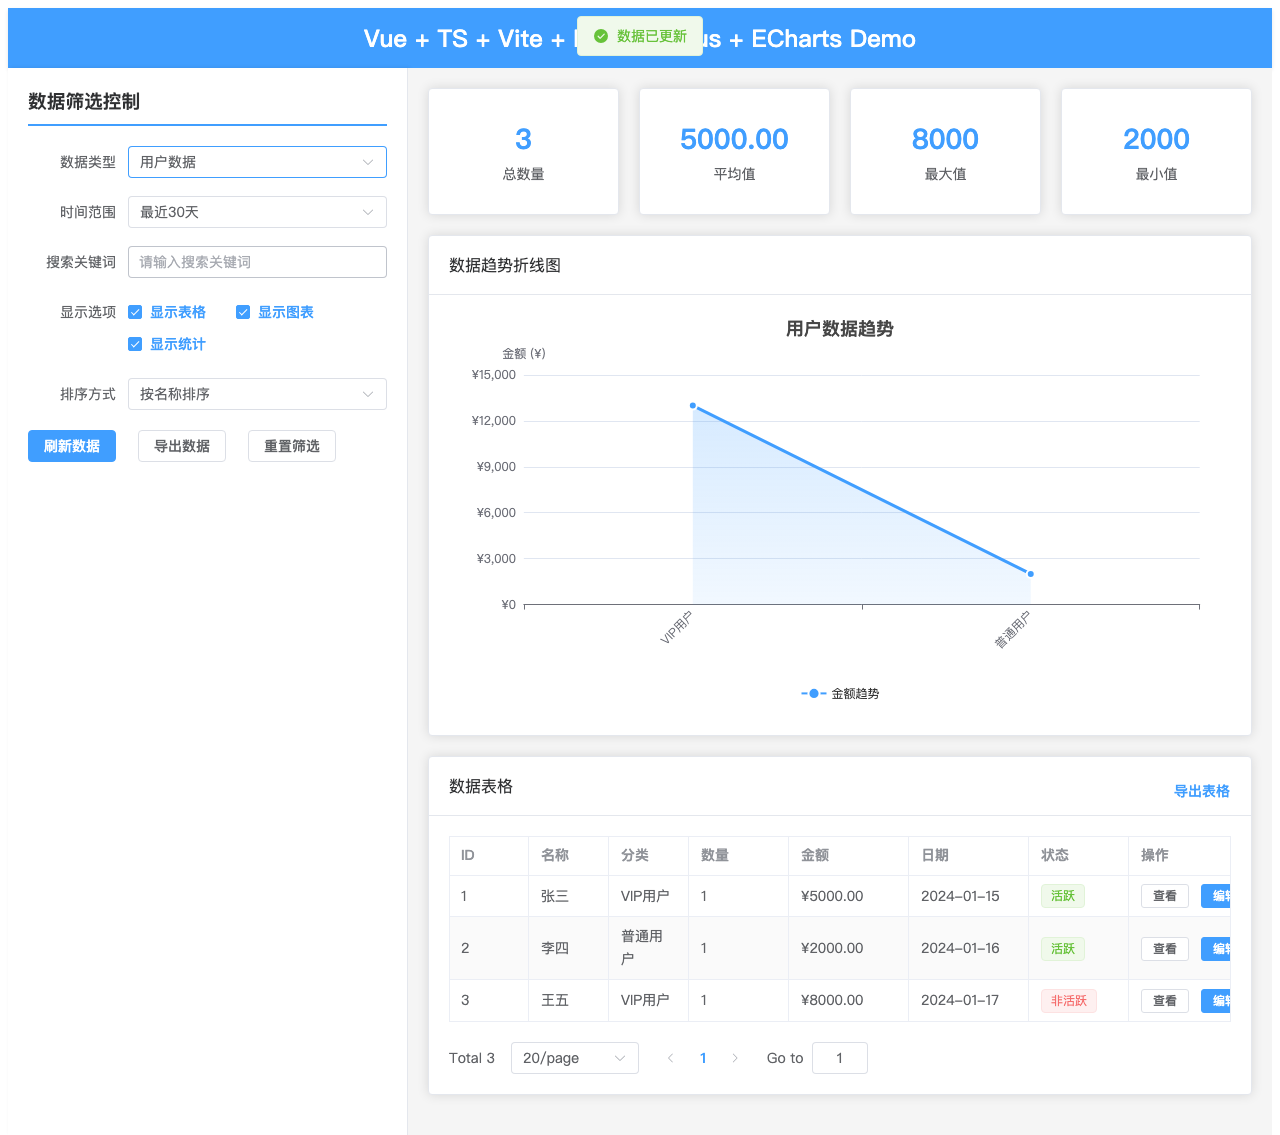 Vue + TS + Vite +
数据已更新
us + ECharts Demo
数据筛选控制
数据类型 用户数据
时间范围 最近30天
搜索关键词 请输入搜索关键词
显示选项 显示表格 显示图表
显示统计
排序方式 按名称排序
刷新数据 导出数据 重置筛选
3 5000.00 8000 2000
总数量 平均值 最大值 最小值
数据趋势折线图
用户数据趋势
金额 (¥)
¥15,000
¥12,000
¥9,000
¥6,000
¥3,000
¥0
VIP用户 普通用户
金额趋势
数据表格
导出表格
ID 名称 分类 数量 金额 日期 状态 操作
1 张三 VIP用户 1 ¥5000.00 2024-01-15 活跃 查看 编辑
2 李四 普通用户 1 ¥2000.00 2024-01-16 活跃 查看 编辑
3 王五 VIP用户 1 ¥8000.00 2024-01-17 非活跃 查看 编辑
Total 3 20/page 1 Go to 1